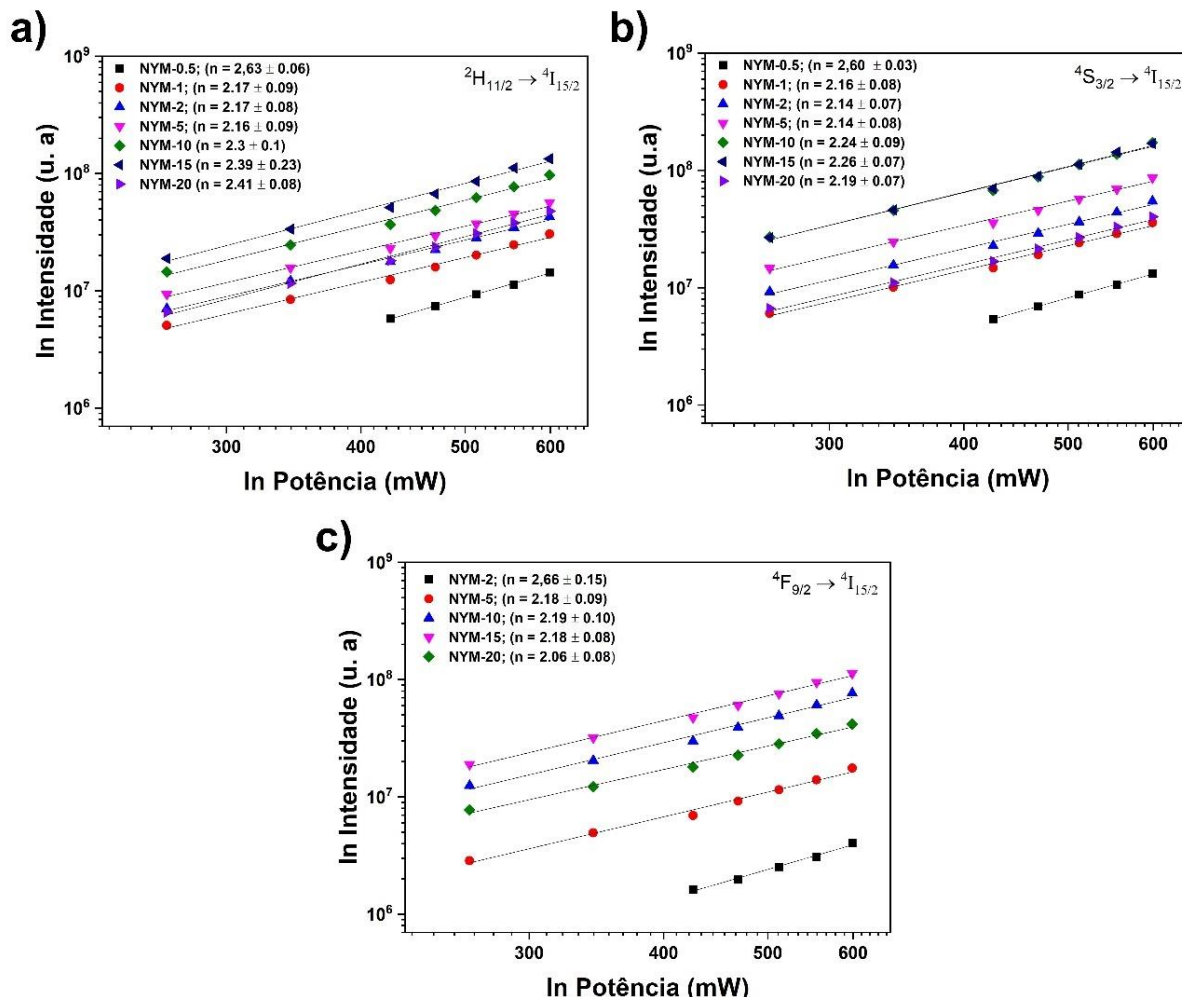 a)
10⁹
NYM-0.5; (n = 2,63 ± 0.06)
NYM-1; (n = 2.17 ± 0.09)
NYM-2; (n = 2.17 ± 0.08)
NYM-5; (n = 2.16 ± 0.09)
NYM-10 (n = 2.3 + 0.1)
NYM-15 (n = 2.39 ± 0.23)
NYM-20 (n = 2.41 ± 0.08)
²H₁₁/₂ → ⁴I₁₅/₂
10⁸
10⁷
10⁶
ln Intensidade (u. a)
300
400
500
600
ln Potência (mW)
b)
10⁹
NYM-0.5; (n = 2,60 ± 0.03)
NYM-1; (n = 2.16 ± 0.08)
NYM-2; (n = 2.14 ± 0.07)
NYM-5; (n = 2.14 ± 0.08)
NYM-10 (n = 2.24 ± 0.09)
NYM-15 (n = 2.26 ± 0.07)
NYM-20 (n = 2.19 + 0.07)
⁴S₃/₂ → ⁴I₁₅/₂
10⁸
10⁷
10⁶
ln Intensidade (u.a)
300
400
500
600
ln Potência (mW)
c)
10⁹
NYM-2; (n = 2,66 ± 0.15)
NYM-5; (n = 2.18 ± 0.09)
NYM-10; (n = 2.19 + 0.10)
NYM-15; (n = 2.18 ± 0.08)
NYM-20; (n = 2.06 ± 0.08)
⁴F₉/₂ → ⁴I₁₅/₂
10⁸
10⁷
10⁶
ln Intensidade (u. a)
300
400
500
600
ln Potência (mW)